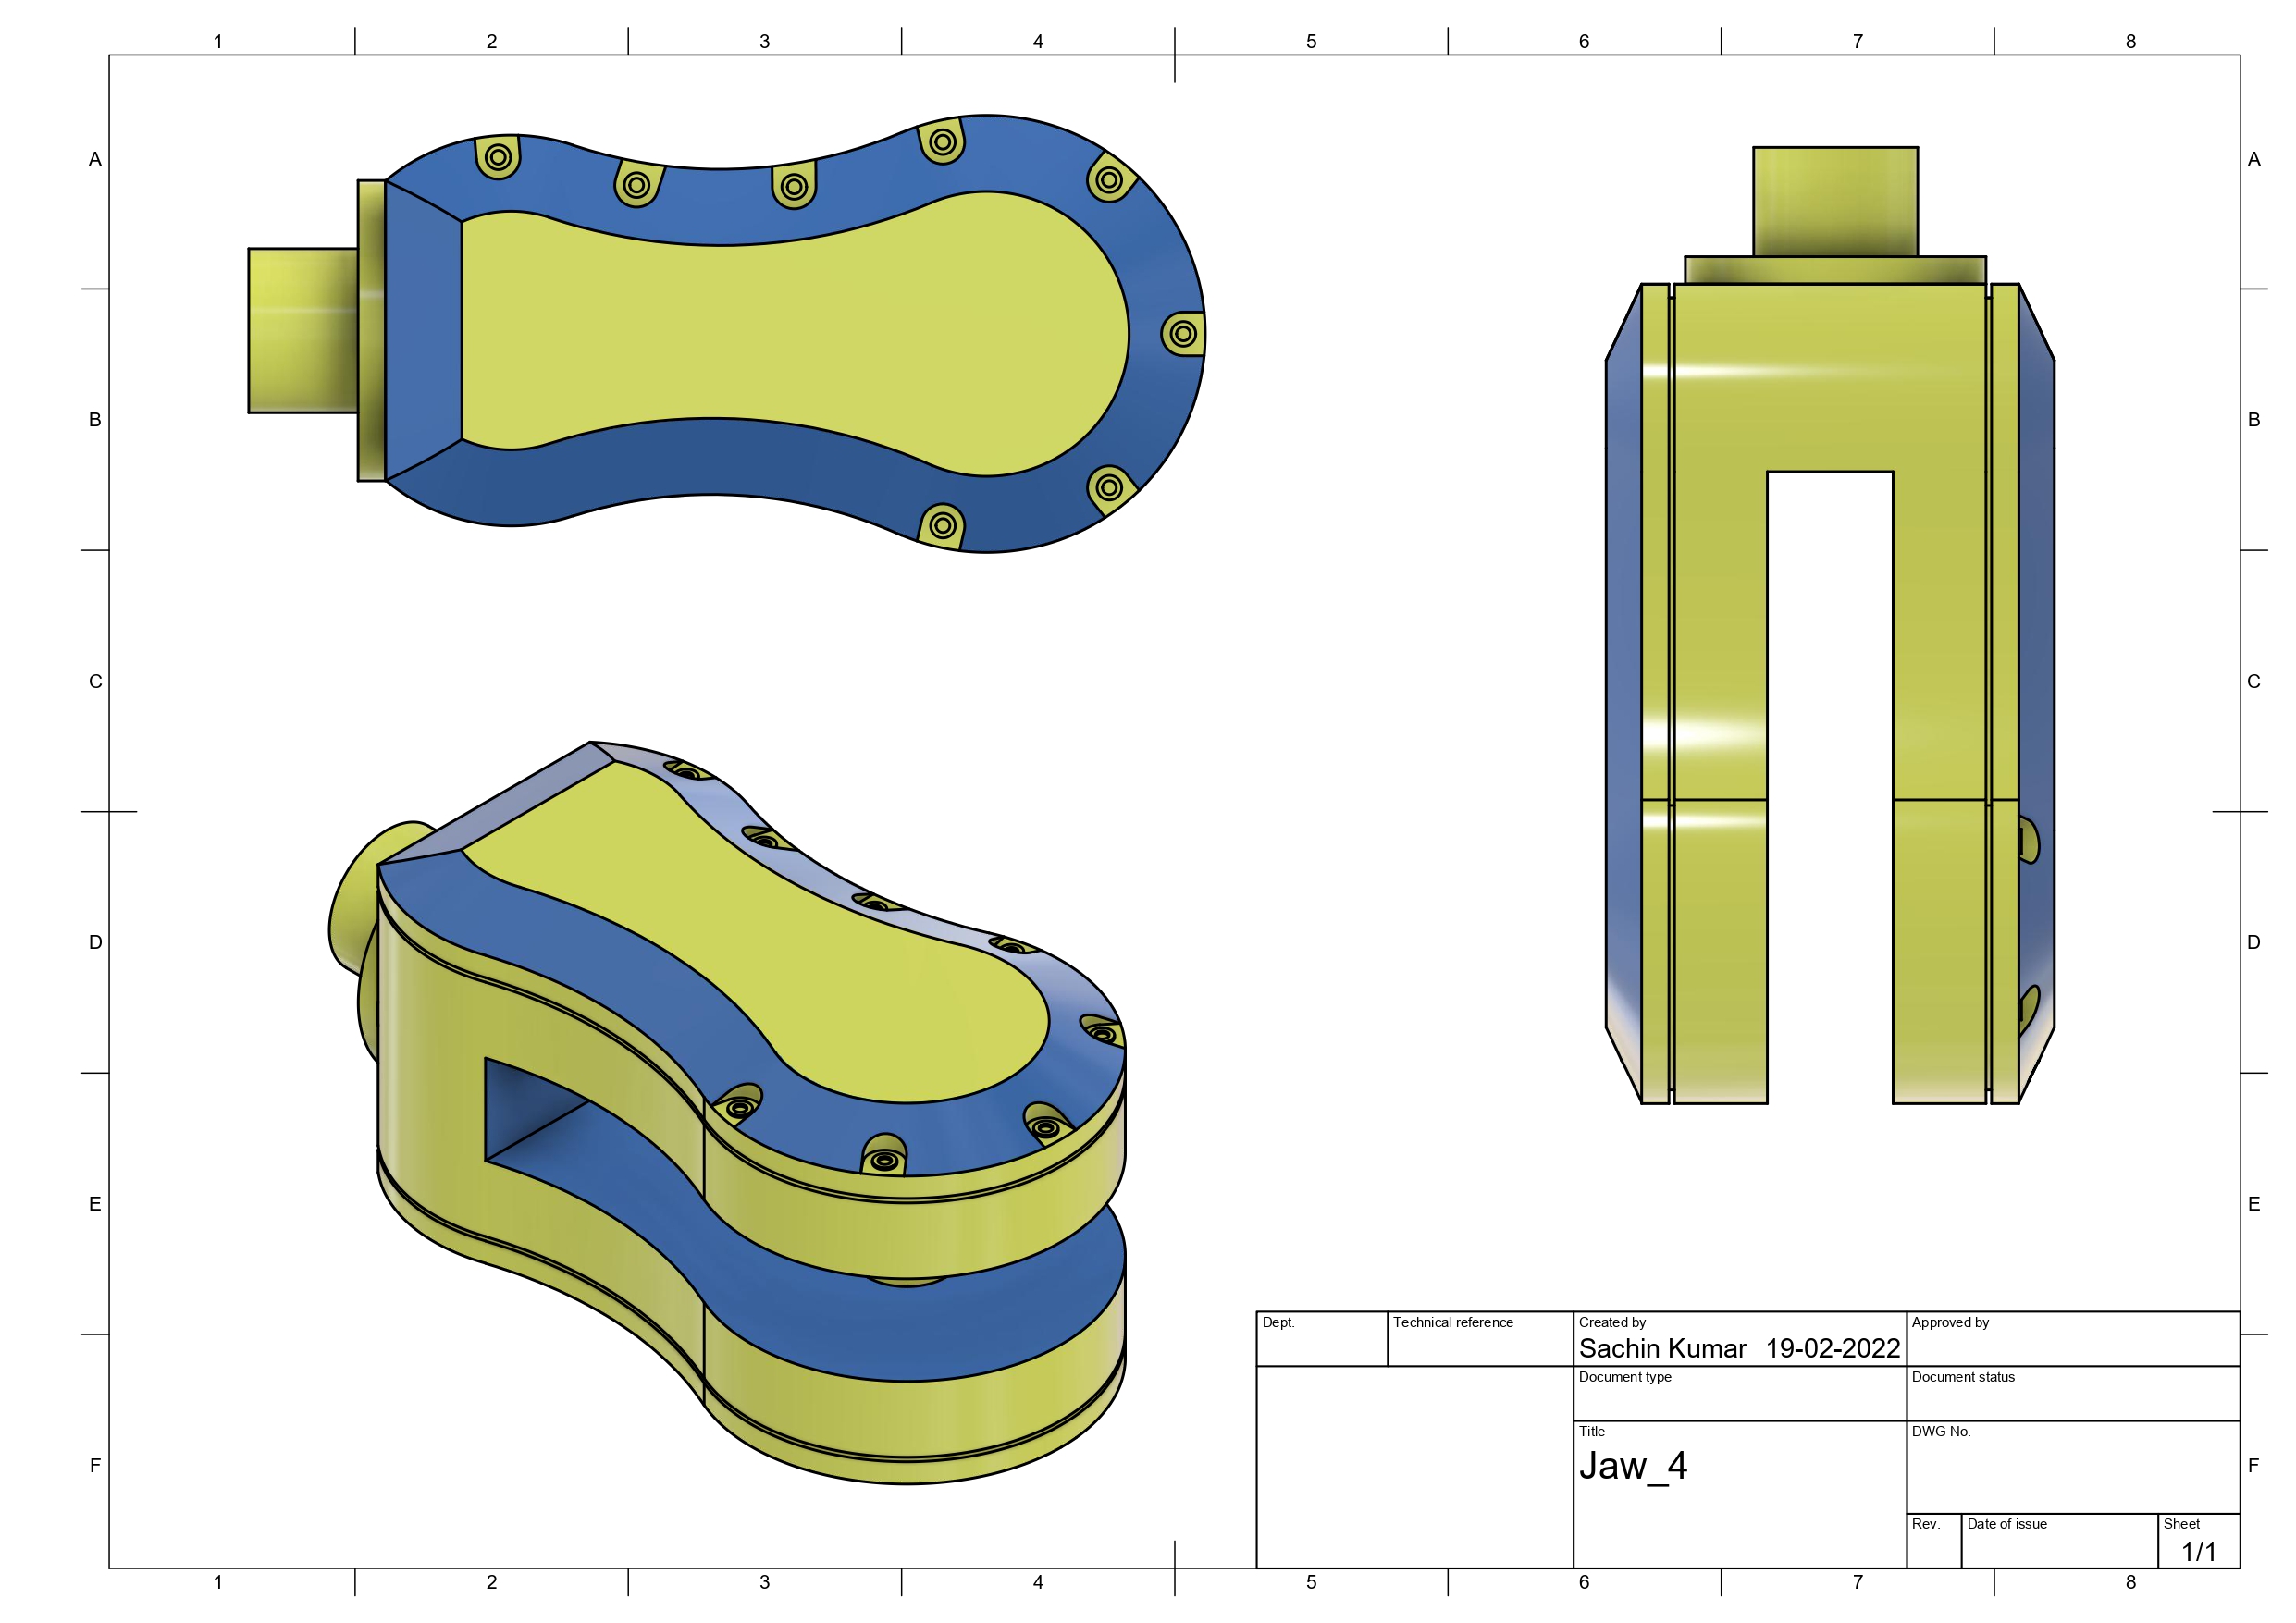 1 2 3 4 5 6 7 8
A A
B B
C C
D D
E E
F F
Dept. Technical reference Created by Approved by
Sachin Kumar 19-02-2022
Document type Document status
Title DWG No.
Jaw_4
Rev. Date of issue Sheet
1/1
1 2 3 4 5 6 7 8